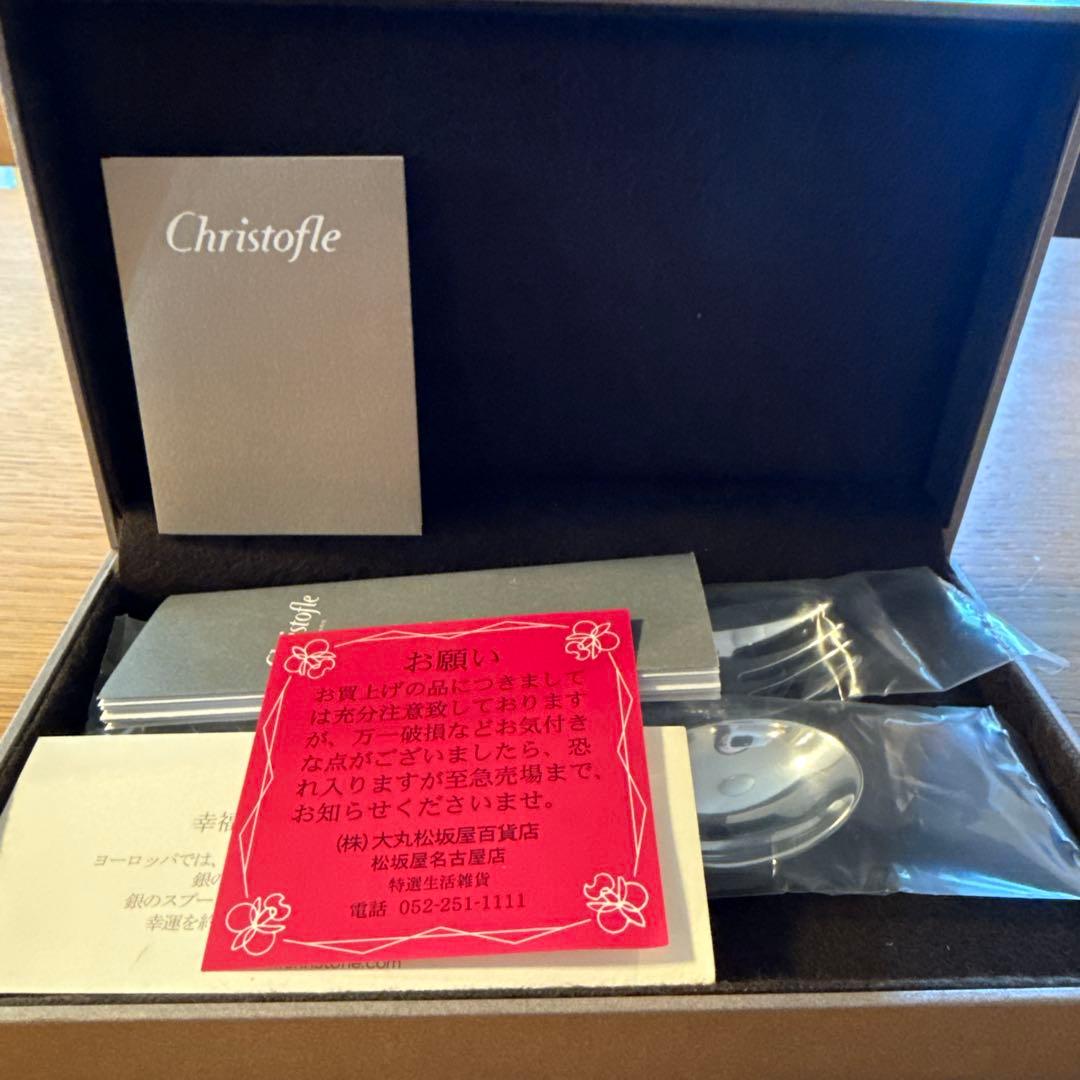 Christofle
stofle
お願い
お買上げの品につきまして
は充分注意致しております
が、万一破損などお気付き
な点がございましたら、恐
れ入りますが至急売場まで、
お知らせくださいませ。
(株)大丸松坂屋百貨店
松坂屋名古屋店
特選生活雑貨
電話 052-251-1111
幸福
ヨーロッパでは、
銀の
銀のスプー
幸運を